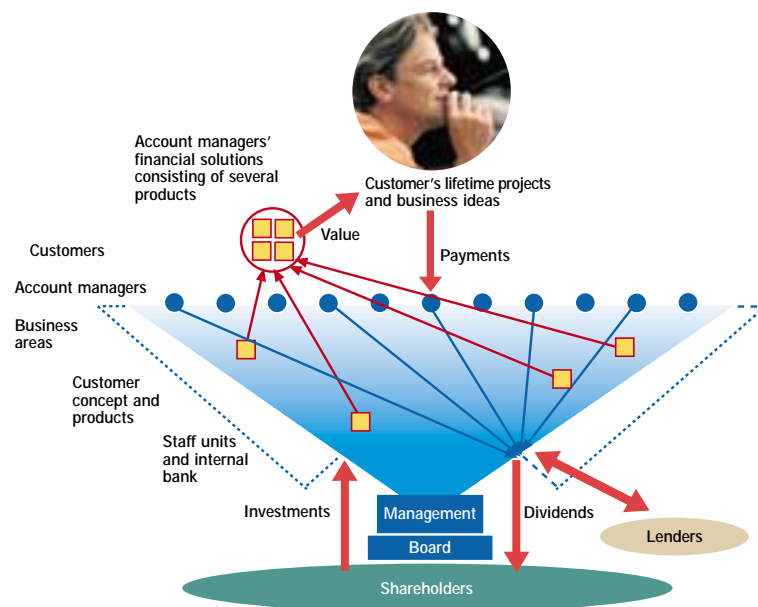 Account managers'
financial solutions
consisting of several
products
Customer's lifetime projects
and business ideas
Value
Customers
Payments
Account managers
Business
areas
Customer
concept and
products
Staff units
and internal
bank
Investments
Management
Dividends
Board
Lenders
Shareholders